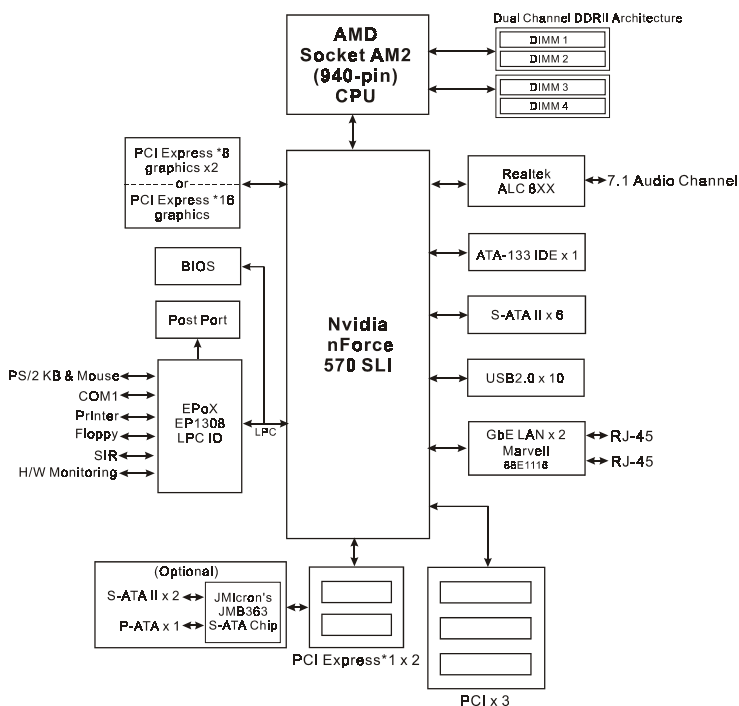 AMD
Socket AM2
(940-pin)
CPU
Dual Channel DDRII Architecture
DIMM 1
DIMM 2
DIMM 3
DIMM 4
PCI Express *8
graphics x2
or
PCI Express *16
graphics
Realtek
ALC 8XX
7.1 Audio Channel
BIOS
ATA-133 IDE x 1
Post Port
S-ATA II x 6
Nvidia
nForce
570 SLI
USB2.0 x 10
PS/2 KB & Mouse
COM1
Printer
Floppy
SIR
H/W Monitoring
EPoX
EP1308
LPC IO
LPC
GbE LAN x 2
Marvell
88E1116
RJ-45
RJ-45
(Optional)
S-ATA II x 2
P-ATA x 1
JMicron's
JMB363
S-ATA Chip
PCI Express*1 x 2
PCI x 3